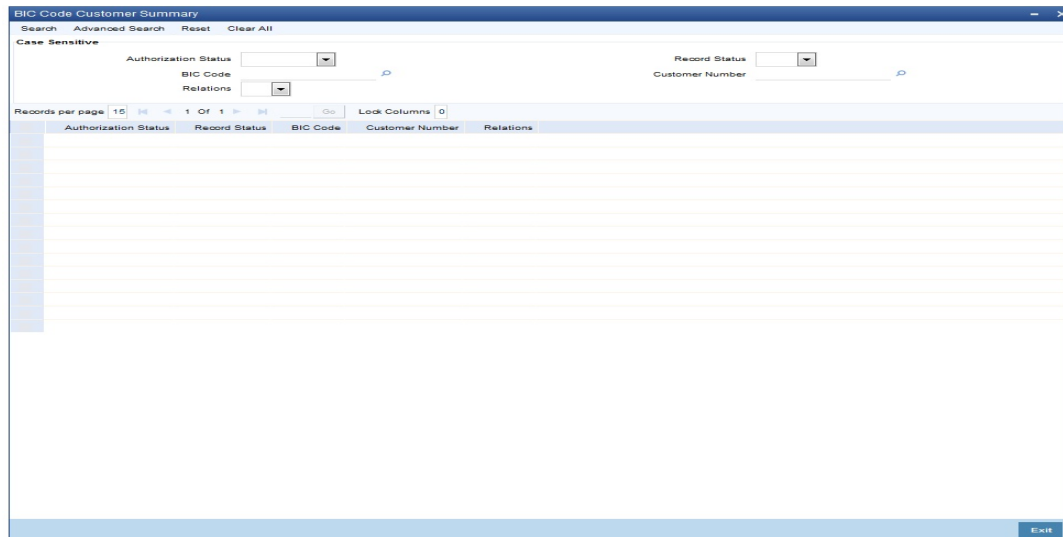 BIC Code Customer Summary
Search Advanced Search Reset Clear All
Case Sensitive
Authorization Status Record Status
BIC Code Customer Number
Relations
Records per page 15 1 Of 1 Go Lock Columns 0
Authorization Status Record Status BIC Code Customer Number Relations
Exit